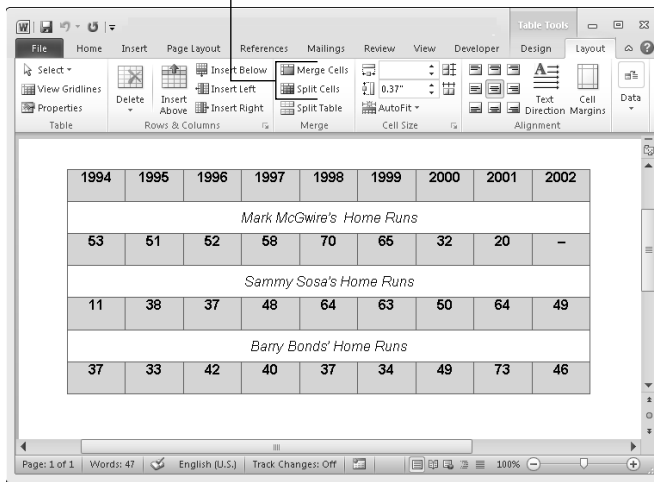 Table Tools
File Home Insert Page Layout References Mailings Review View Developer Design Layout
Select Insert Below Merge Cells
View Gridlines Insert Left Split Cells 0.37"
Properties Delete Insert Above Insert Right Split Table AutoFit Text Direction Cell Margins Data
Table Rows & Columns Merge Cell Size Alignment
1994 1995 1996 1997 1998 1999 2000 2001 2002
Mark McGwire's Home Runs
53 51 52 58 70 65 32 20 –
Sammy Sosa's Home Runs
11 38 37 48 64 63 50 64 49
Barry Bonds' Home Runs
37 33 42 40 37 34 49 73 46
Page: 1 of 1 Words: 47 English (U.S.) Track Changes: Off 100%